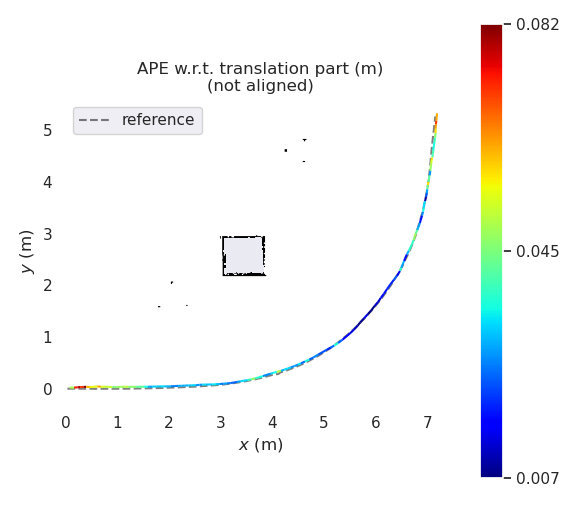 APE w.r.t. translation part (m)
(not aligned)
reference
5
4
3
2
1
0
y (m)
0 1 2 3 4 5 6 7
x (m)
0.082
0.045
0.007